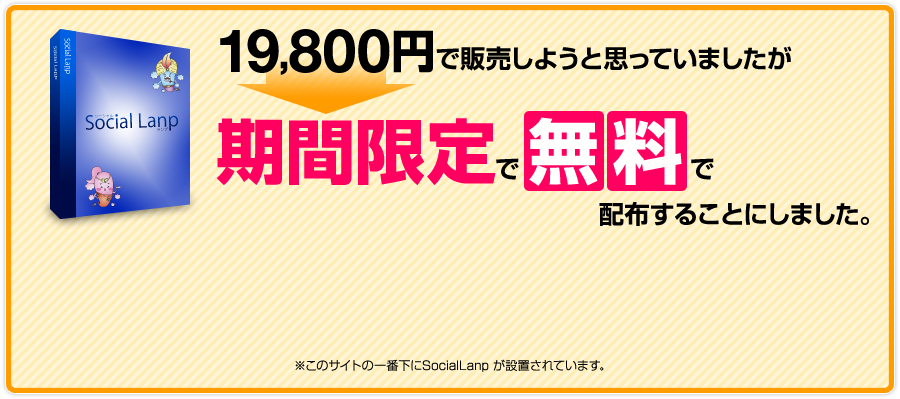 19,800円で販売しようと思っていましたが
期間限定で無料で
配布することにしました。
Social Lanp
Social Lanp
Social Lanp
※このサイトの一番下にSocialLanp が設置されています。